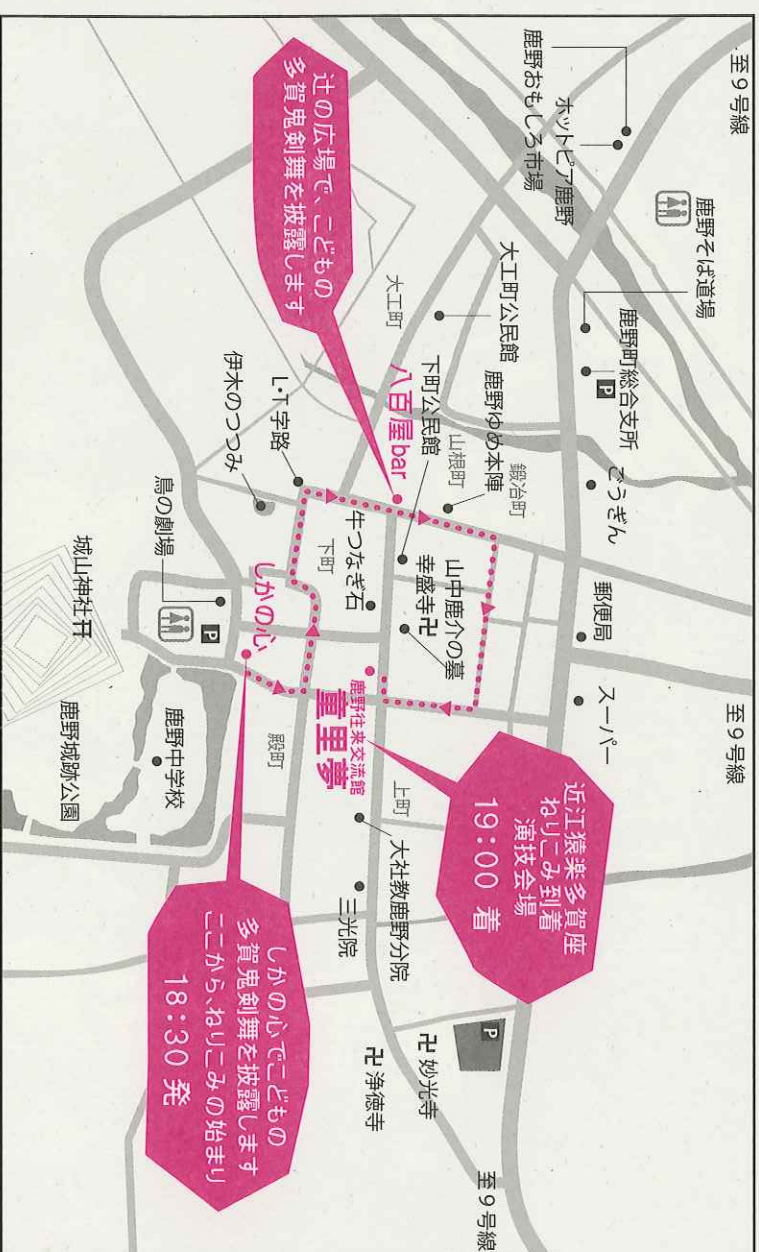 至9号線
鹿野おもしろ市場
ホットピア鹿野
鹿野そば道場
鹿野町総合支所
P
ごうぎん
郵便局
スーパー
至9号線
大工町公民館
大工町
鹿野ゆめ本陣
下町公民館
山根町
鍛冶町
八百屋bar
辻の広場で、こどもの
多賀鬼剣舞を披露します
L・T字路
伊木のつつみ
牛つなぎ石
下町
山中鹿介の墓
幸盛寺卍
しかの心
鳥の劇場
P
城山神社
鹿野往来交流館
童里夢
殿町
上町
鹿野中学校
鹿野城跡公園
近江猿楽多賀座
ねりこみ到着
演技会場
19:00 着
大社教鹿野分院
三光院
しかの心でこどもの
多賀鬼剣舞を披露します
ここから、ねりこみの始まり
18:30 発
P
卍 妙光寺
卍 浄徳寺
至9号線